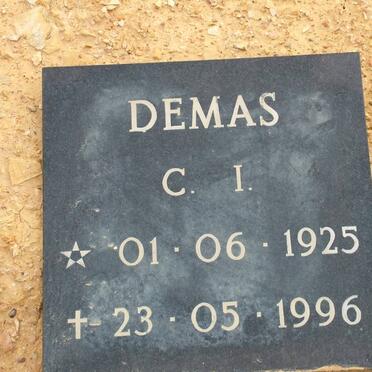 DEMAS
C. I.
☆ 01 · 06 · 1925
✝ 23 · 05 · 1996